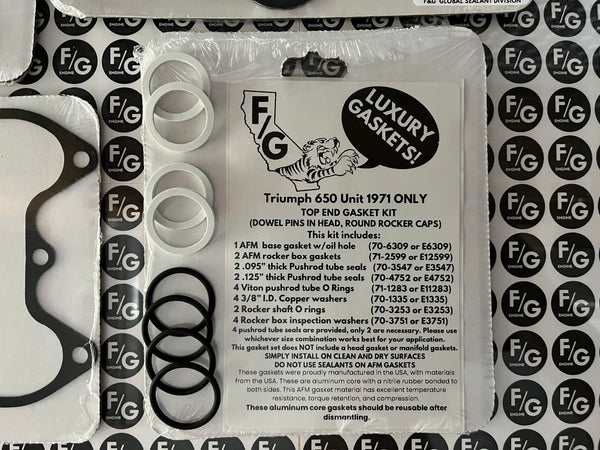 F&G GLOBAL SEALANT DIVISION
F/G
LUXURY
GASKETS!
Triumph 650 Unit 1971 ONLY
TOP END GASKET KIT
(DOWEL PINS IN HEAD, ROUND ROCKER CAPS)
This kit includes:
1 AFM base gasket w/oil hole (70-6309 or E6309)
2 AFM rocker box gaskets (71-2599 or E12599)
2 .095" thick Pushrod tube seals (70-3547 or E3547)
2 .125" thick Pushrod tube seals (70-4752 or E4752)
4 Viton pushrod tube O Rings (71-1283 or E11283)
4 3/8" I.D. Copper washers (70-1335 or E1335)
2 Rocker shaft O rings (70-3253 or E3253)
4 Rocker box inspection washers (70-3751 or E3751)
4 pushrod tube seals are provided, only 2 are necessary. Please use
whichever size combination works best for your application.
This gasket set does NOT include a head gasket or manifold gaskets.
SIMPLY INSTALL ON CLEAN AND DRY SURFACES
DO NOT USE SEALANTS ON AFM GASKETS
These gaskets were proudly manufactured in the USA, with materials
from the USA. These are aluminum core with a nitrile rubber bonded to
both sides. This AFM gasket material has excellent temperature
resistance, torque retention, and compression.
These aluminum core gaskets should be reusable after
dismantling.
F/G
ENGINE